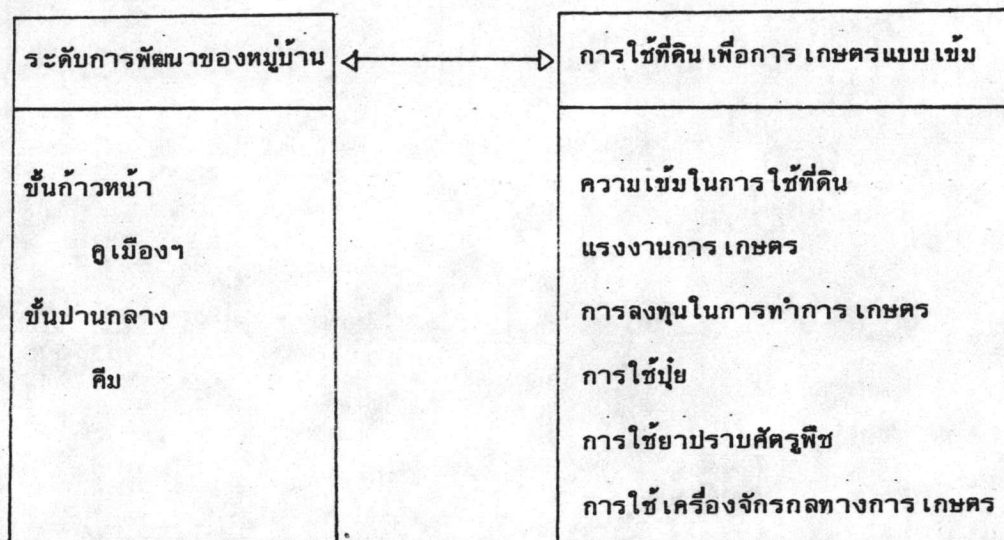 ระดับการพัฒนาของหมู่บ้าน
ขั้นก้าวหน้า
คูเมืองฯ
ขั้นปานกลาง
คีม
การใช้ที่ดินเพื่อการเกษตรแบบเข้ม
ความเข้มในการใช้ที่ดิน
แรงงานการเกษตร
การลงทุนในการทำการเกษตร
การใช้ปุ๋ย
การใช้ยาปราบศัตรูพืช
การใช้เครื่องจักรกลทางการเกษตร